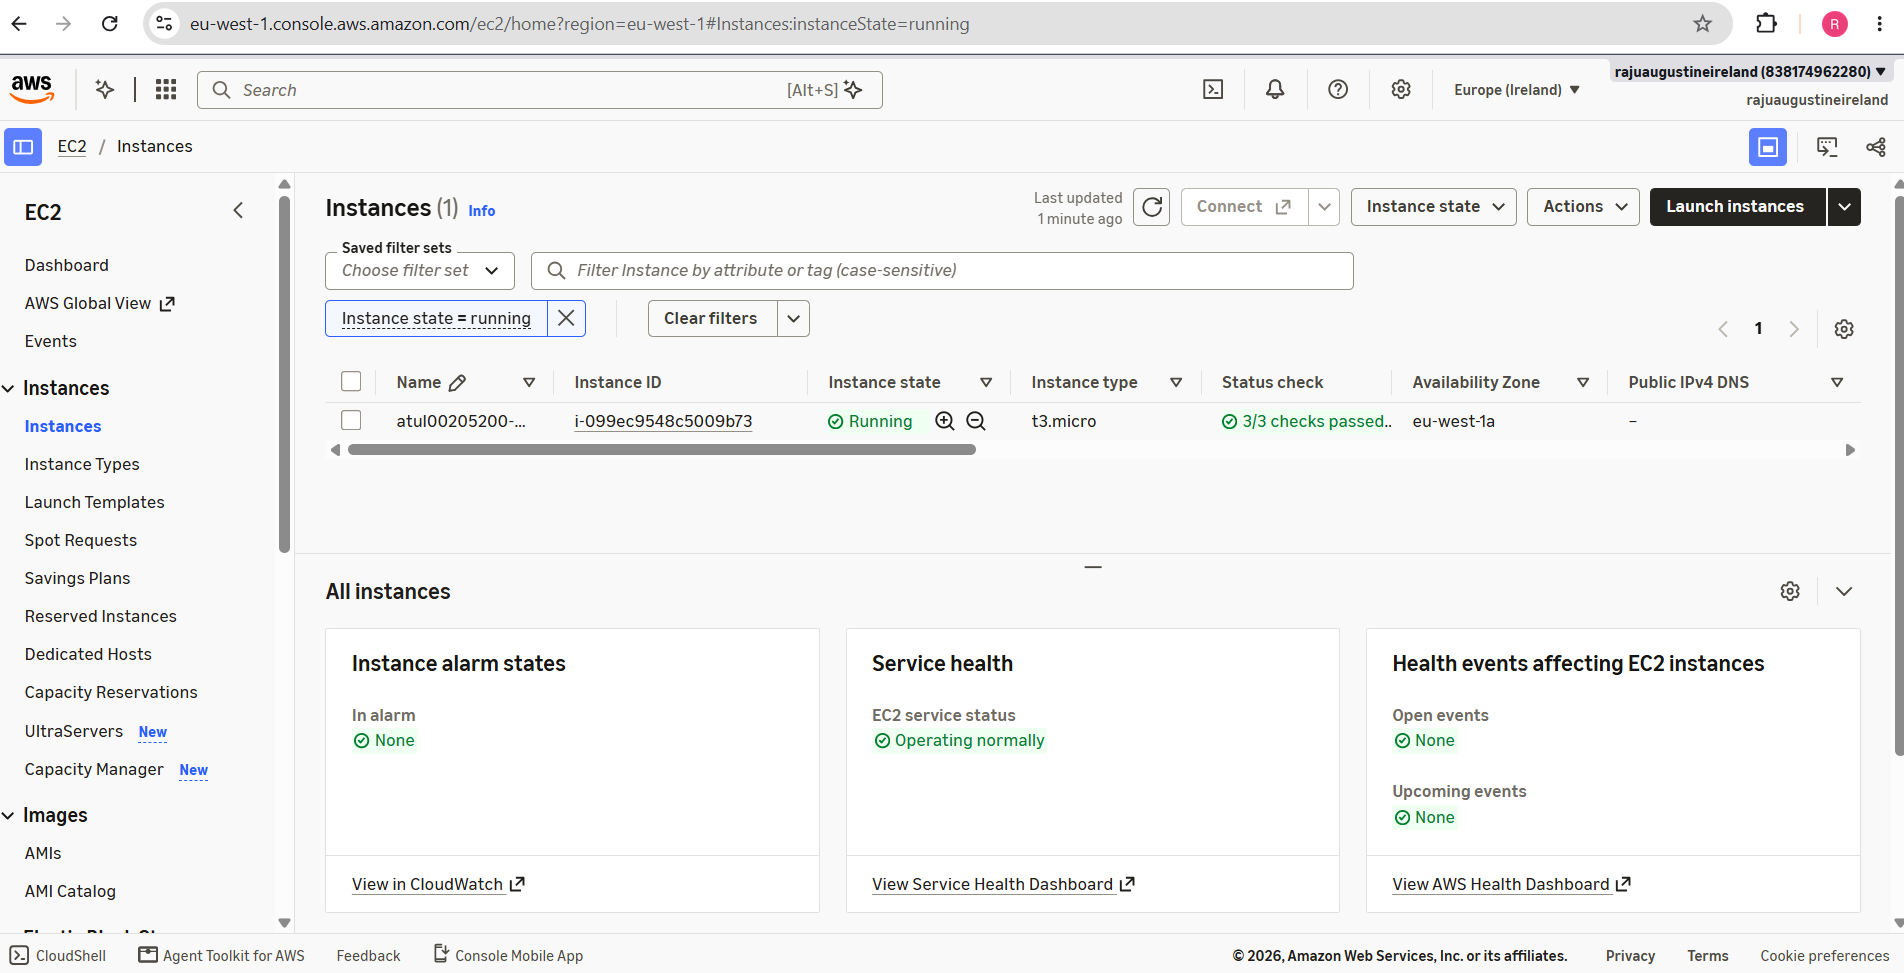 eu-west-1.console.aws.amazon.com/ec2/home?region=eu-west-1#Instances:instanceState=running
R
aws
Search
[Alt+S]
Europe (Ireland)
rajuaugustineireland (838174962280)
rajuaugustineireland
EC2 / Instances
EC2
Dashboard
AWS Global View
Events
Instances
Instances
Instance Types
Launch Templates
Spot Requests
Savings Plans
Reserved Instances
Dedicated Hosts
Capacity Reservations
UltraServers New
Capacity Manager New
Images
AMIs
AMI Catalog
Instances (1) Info
Last updated
1 minute ago
Connect
Instance state
Actions
Launch instances
Saved filter sets
Choose filter set
Filter Instance by attribute or tag (case-sensitive)
Instance state = running
Clear filters
1
Name Instance ID Instance state Instance type Status check Availability Zone Public IPv4 DNS
atul00205200-... i-099ec9548c5009b73 Running t3.micro 3/3 checks passed.. eu-west-1a –
All instances
Instance alarm states
In alarm
None
View in CloudWatch
Service health
EC2 service status
Operating normally
View Service Health Dashboard
Health events affecting EC2 instances
Open events
None
Upcoming events
None
View AWS Health Dashboard
CloudShell Agent Toolkit for AWS Feedback Console Mobile App
© 2026, Amazon Web Services, Inc. or its affiliates. Privacy Terms Cookie preferences